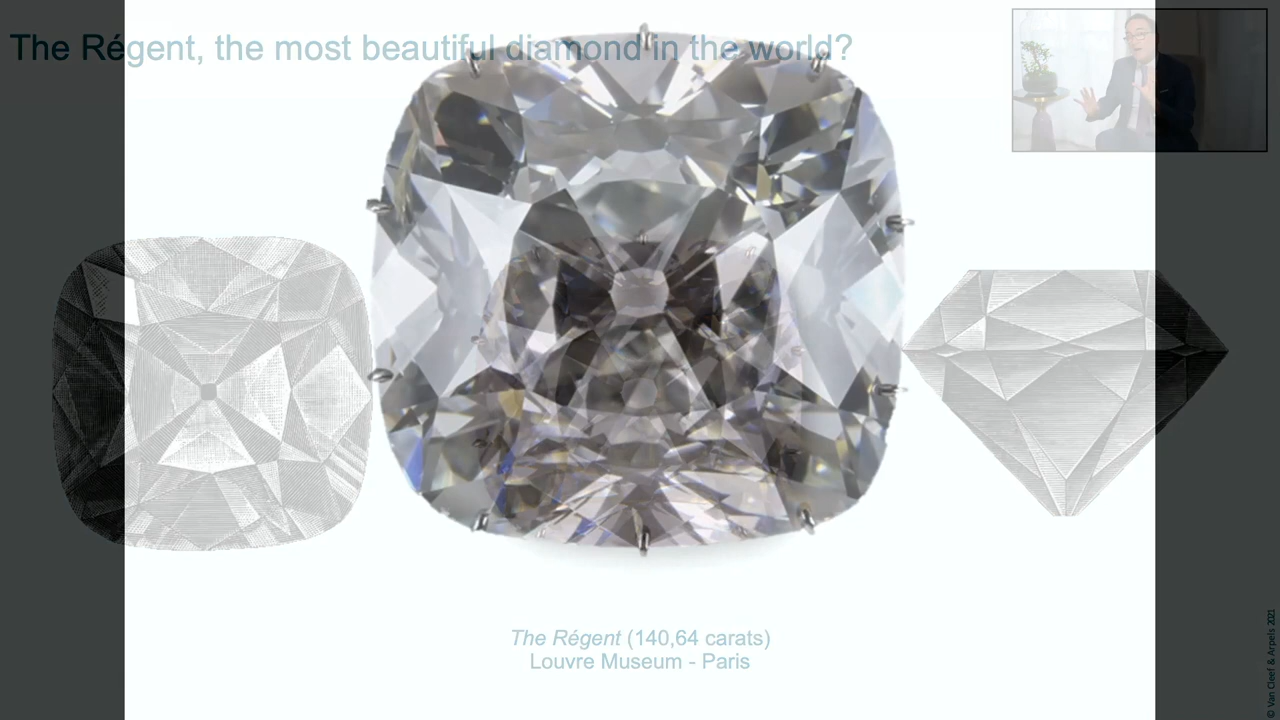 The Régent, the most beautiful diamond in the world?
The Régent (140,64 carats)
Louvre Museum - Paris
© Van Cleef & Arpels 2021